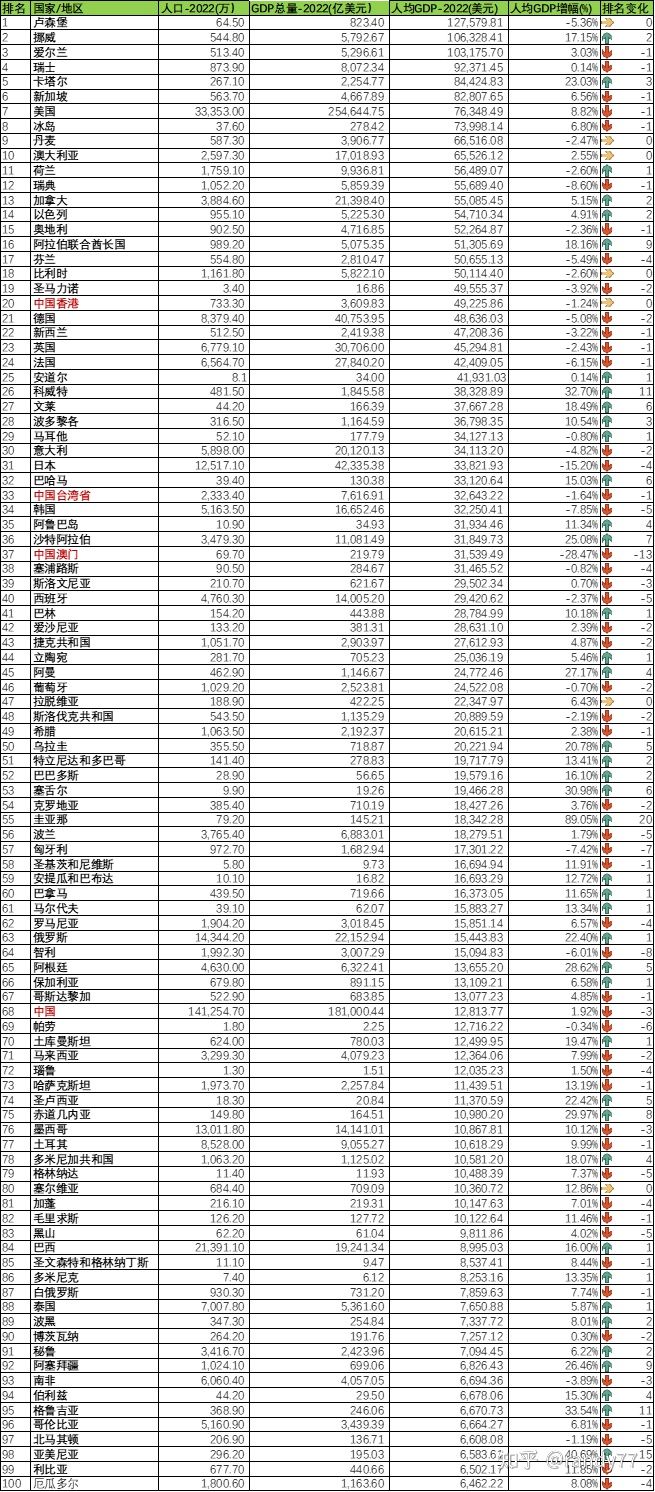 排名 国家/地区 人口-2022(万) GDP总量-2022(亿美元) 人均GDP-2022(美元) 人均GDP增幅(%) 排名变化
1 卢森堡 64.50 823.40 127,579.81 -5.36% 0
2 挪威 544.80 5,792.67 106,328.41 17.15% 2
3 爱尔兰 513.40 5,296.61 103,175.70 3.03% -1
4 瑞士 873.90 8,072.34 92,371.45 0.14% -1
5 卡塔尔 267.10 2,254.77 84,424.83 23.03% 3
6 新加坡 563.70 4,667.89 82,807.65 6.56% -1
7 美国 33,353.00 254,644.75 76,348.49 8.82% -1
8 冰岛 37.60 278.42 73,998.14 6.80% -1
9 丹麦 587.30 3,906.77 66,516.08 -2.47% 0
10 澳大利亚 2,597.30 17,018.93 65,526.12 2.55% 0
11 荷兰 1,759.10 9,936.81 56,489.07 -2.60% 1
12 瑞典 1,052.20 5,859.39 55,689.40 -8.60% -1
13 加拿大 3,884.60 21,398.40 55,085.45 5.15% 2
14 以色列 955.10 5,225.30 54,710.34 4.91% 2
15 奥地利 902.50 4,716.85 52,264.87 -2.36% -1
16 阿拉伯联合酋长国 989.20 5,075.35 51,305.69 18.16% 9
17 芬兰 554.80 2,810.47 50,655.13 -5.49% -4
18 比利时 1,161.80 5,822.10 50,114.40 -2.60% 0
19 圣马力诺 3.40 16.86 49,555.37 -3.92% -2
20 中国香港 733.30 3,609.83 49,225.86 -1.24% 0
21 德国 8,379.40 40,753.95 48,636.03 -5.08% -2
22 新西兰 512.50 2,419.38 47,208.36 -3.22% -1
23 英国 6,779.10 30,706.00 45,294.81 -2.43% -1
24 法国 6,564.70 27,840.20 42,409.05 -6.15% -1
25 安道尔 8.1 34.00 41,931.03 0.14% 1
26 科威特 481.50 1,845.58 38,328.89 32.70% 11
27 文莱 44.20 166.39 37,667.28 18.49% 6
28 波多黎各 316.50 1,164.59 36,798.35 10.54% 3
29 马耳他 52.10 177.79 34,127.13 -0.80% 1
30 意大利 5,898.00 20,120.13 34,113.20 -4.82% -2
31 日本 12,517.10 42,335.38 33,821.93 -15.20% -4
32 巴哈马 39.40 130.38 33,120.64 15.03% 6
33 中国台湾省 2,333.40 7,616.91 32,643.22 -1.64% -1
34 韩国 5,163.50 16,652.46 32,250.41 -7.85% -5
35 阿鲁巴岛 10.90 34.93 31,934.46 11.34% 4
36 沙特阿拉伯 3,479.30 11,081.49 31,849.73 25.08% 7
37 中国澳门 69.70 219.79 31,539.49 -28.47% -13
38 塞浦路斯 90.50 284.67 31,465.52 -0.82% -4
39 斯洛文尼亚 210.70 621.67 29,502.34 0.70% -3
40 西班牙 4,760.30 14,005.20 29,420.62 -2.37% -5
41 巴林 154.20 443.88 28,784.99 10.18% 1
42 爱沙尼亚 133.20 381.31 28,631.10 2.39% -2
43 捷克共和国 1,051.70 2,903.97 27,612.93 4.87% -2
44 立陶宛 281.70 705.23 25,036.19 5.46% 1
45 阿曼 462.90 1,146.67 24,772.46 27.17% 4
46 葡萄牙 1,029.20 2,523.81 24,522.08 -0.70% -2
47 拉脱维亚 188.90 422.25 22,347.97 6.43% 0
48 斯洛伐克共和国 543.50 1,135.29 20,889.59 -2.19% -2
49 希腊 1,063.50 2,192.37 20,615.21 2.38% -1
50 乌拉圭 355.50 718.87 20,221.94 20.78% 5
51 特立尼达和多巴哥 141.40 278.83 19,717.79 13.41% 2
52 巴巴多斯 28.90 56.65 19,579.16 16.10% 2
53 塞舌尔 9.90 19.26 19,466.28 30.98% 6
54 克罗地亚 385.40 710.19 18,427.26 3.76% -2
55 圭亚那 79.20 145.21 18,342.28 89.05% 20
56 波兰 3,765.40 6,883.01 18,279.51 1.79% -5
57 匈牙利 972.70 1,682.94 17,301.22 -7.42% -7
58 圣基茨和尼维斯 5.80 9.73 16,694.94 11.91% -1
59 安提瓜和巴布达 10.10 16.82 16,693.29 12.72% 1
60 巴拿马 439.50 719.66 16,373.05 11.65% 1
61 马尔代夫 39.10 62.07 15,883.27 13.34% 1
62 罗马尼亚 1,904.20 3,018.45 15,851.14 6.57% -4
63 俄罗斯 14,344.20 22,152.94 15,443.83 22.40% 1
64 智利 1,992.30 3,007.29 15,094.83 -6.01% -8
65 阿根廷 4,630.00 6,322.41 13,655.20 28.62% 5
66 保加利亚 679.80 891.15 13,109.21 6.58% 1
67 哥斯达黎加 522.90 683.85 13,077.23 4.85% -1
68 中国 141,254.70 181,000.44 12,813.77 1.92% -3
69 帕劳 1.80 2.25 12,716.22 -0.34% -6
70 土库曼斯坦 624.00 780.03 12,499.95 19.47% 1
71 马来西亚 3,299.30 4,079.23 12,364.06 7.99% -2
72 瑙鲁 1.30 1.51 12,035.23 1.50% -4
73 哈萨克斯坦 1,973.70 2,257.84 11,439.51 13.19% -1
74 圣卢西亚 18.30 20.84 11,370.59 22.42% 5
75 赤道几内亚 149.80 164.51 10,980.20 29.97% 8
76 墨西哥 13,011.80 14,141.01 10,867.81 10.12% -3
77 土耳其 8,528.00 9,055.27 10,618.29 9.99% -1
78 多米尼加共和国 1,063.20 1,125.02 10,581.20 18.07% 4
79 格林纳达 11.40 11.93 10,488.39 7.37% -5
80 塞尔维亚 684.40 709.09 10,360.72 12.86% 0
81 加蓬 216.10 219.31 10,147.63 7.01% -4
82 毛里求斯 126.20 127.72 10,122.64 11.46% -1
83 黑山 62.20 61.04 9,811.86 4.02% -5
84 巴西 21,391.10 19,241.34 8,995.03 16.00% 1
85 圣文森特和格林纳丁斯 11.10 9.47 8,537.41 8.44% -1
86 多米尼克 7.40 6.12 8,253.16 13.35% 1
87 白俄罗斯 930.30 731.20 7,859.63 7.74% -1
88 泰国 7,007.80 5,361.60 7,650.88 5.87% 1
89 波黑 347.30 254.84 7,337.72 8.01% 2
90 博茨瓦纳 264.20 191.76 7,257.12 0.30% -2
91 秘鲁 3,416.70 2,423.96 7,094.45 6.22% 2
92 阿塞拜疆 1,024.10 699.06 6,826.43 26.46% 9
93 南非 6,060.40 4,057.05 6,694.36 -3.89% -3
94 伯利兹 44.20 29.50 6,678.06 15.30% 4
95 格鲁吉亚 368.90 246.06 6,670.73 33.54% 11
96 哥伦比亚 5,160.90 3,439.39 6,664.27 6.81% -1
97 北马其顿 206.90 136.71 6,608.08 -1.19% -5
98 亚美尼亚 296.20 195.03 6,583.61 40.69% 15
99 利比亚 677.70 440.66 6,502.17 11.85% -2
100 厄瓜多尔 1,800.60 1,163.60 6,462.22 8.08% -4